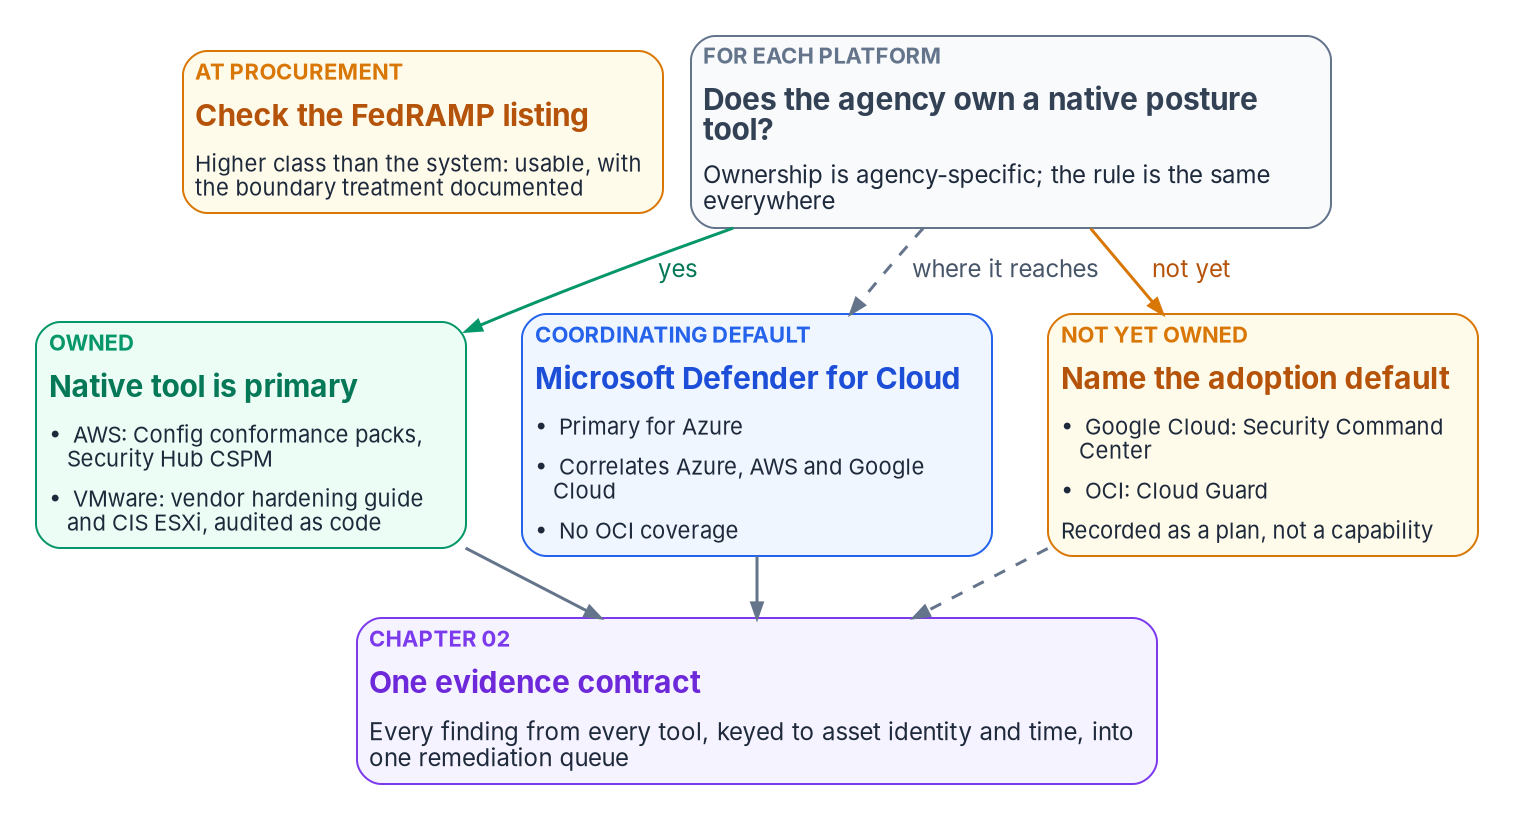 AT PROCUREMENT
Check the FedRAMP listing
Higher class than the system: usable, with
the boundary treatment documented
FOR EACH PLATFORM
Does the agency own a native posture
tool?
Ownership is agency-specific; the rule is the same
everywhere
yes
where it reaches
not yet
OWNED
Native tool is primary
• AWS: Config conformance packs,
Security Hub CSPM
• VMware: vendor hardening guide
and CIS ESXi, audited as code
COORDINATING DEFAULT
Microsoft Defender for Cloud
• Primary for Azure
• Correlates Azure, AWS and Google
Cloud
• No OCI coverage
NOT YET OWNED
Name the adoption default
• Google Cloud: Security Command
Center
• OCI: Cloud Guard
Recorded as a plan, not a capability
CHAPTER 02
One evidence contract
Every finding from every tool, keyed to asset identity and time, into
one remediation queue